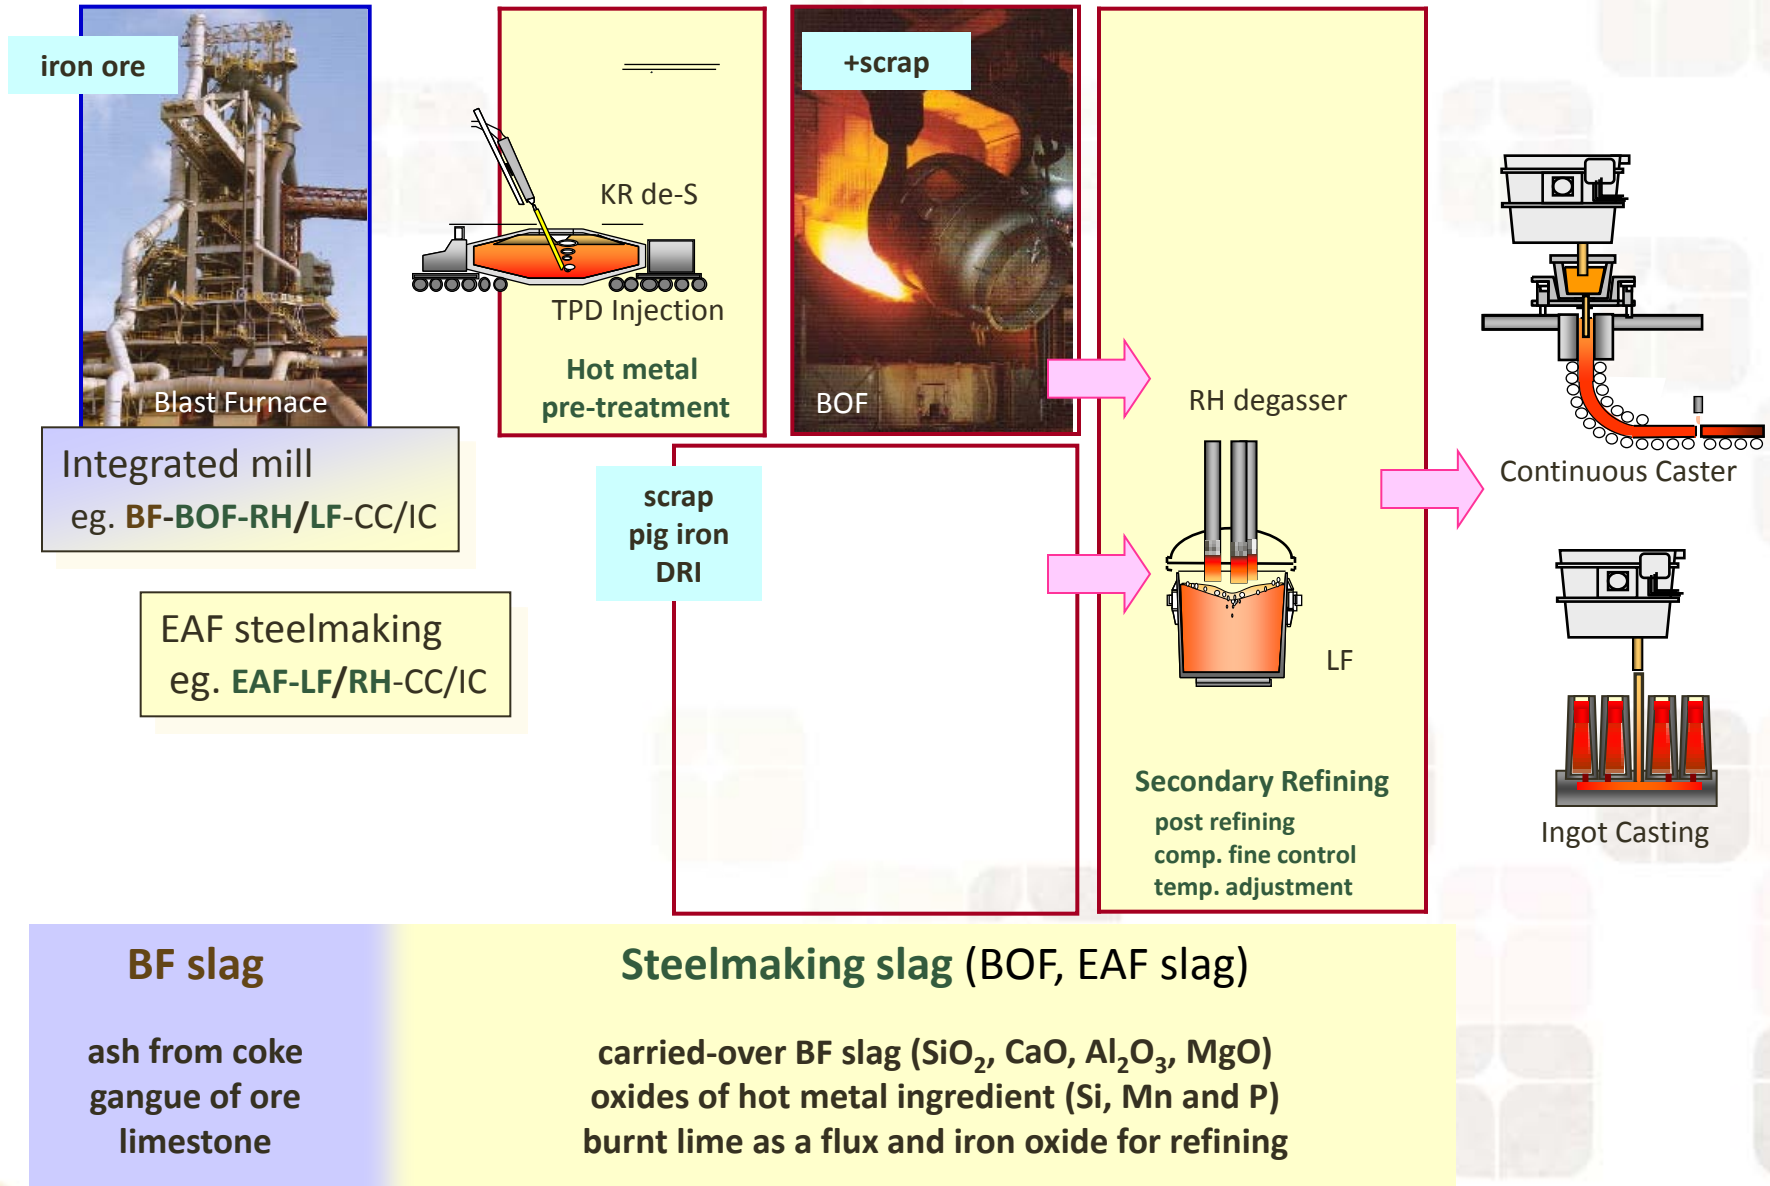 iron ore
Blast Furnace
KR de-S
TPD Injection
Hot metal
pre-treatment
+scrap
BOF
Integrated mill
eg. BF-BOF-RH/LF-CC/IC
EAF steelmaking
eg. EAF-LF/RH-CC/IC
scrap
pig iron
DRI
RH degasser
LF
Secondary Refining
post refining
comp. fine control
temp. adjustment
Continuous Caster
Ingot Casting
BF slag
ash from coke
gangue of ore
limestone
Steelmaking slag (BOF, EAF slag)
carried-over BF slag (SiO₂, CaO, Al₂O₃, MgO)
oxides of hot metal ingredient (Si, Mn and P)
burnt lime as a flux and iron oxide for refining